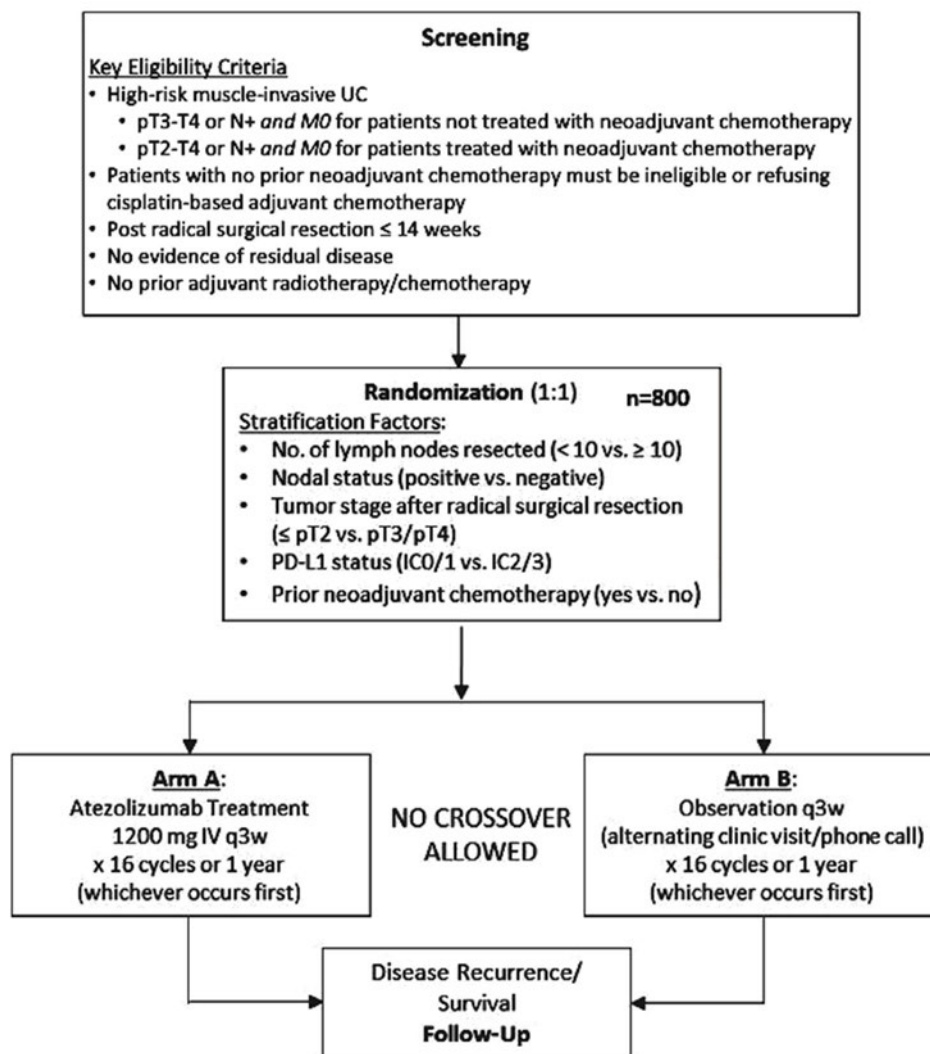 Screening
Key Eligibility Criteria
• High-risk muscle-invasive UC
• pT3-T4 or N+ and M0 for patients not treated with neoadjuvant chemotherapy
• pT2-T4 or N+ and M0 for patients treated with neoadjuvant chemotherapy
• Patients with no prior neoadjuvant chemotherapy must be ineligible or refusing
cisplatin-based adjuvant chemotherapy
• Post radical surgical resection ≤ 14 weeks
• No evidence of residual disease
• No prior adjuvant radiotherapy/chemotherapy
Randomization (1:1) n=800
Stratification Factors:
• No. of lymph nodes resected (< 10 vs. ≥ 10)
• Nodal status (positive vs. negative)
• Tumor stage after radical surgical resection
(≤ pT2 vs. pT3/pT4)
• PD-L1 status (IC0/1 vs. IC2/3)
• Prior neoadjuvant chemotherapy (yes vs. no)
Arm A:
Atezolizumab Treatment
1200 mg IV q3w
x 16 cycles or 1 year
(whichever occurs first)
NO CROSSOVER
ALLOWED
Arm B:
Observation q3w
(alternating clinic visit/phone call)
x 16 cycles or 1 year
(whichever occurs first)
Disease Recurrence/
Survival
Follow-Up